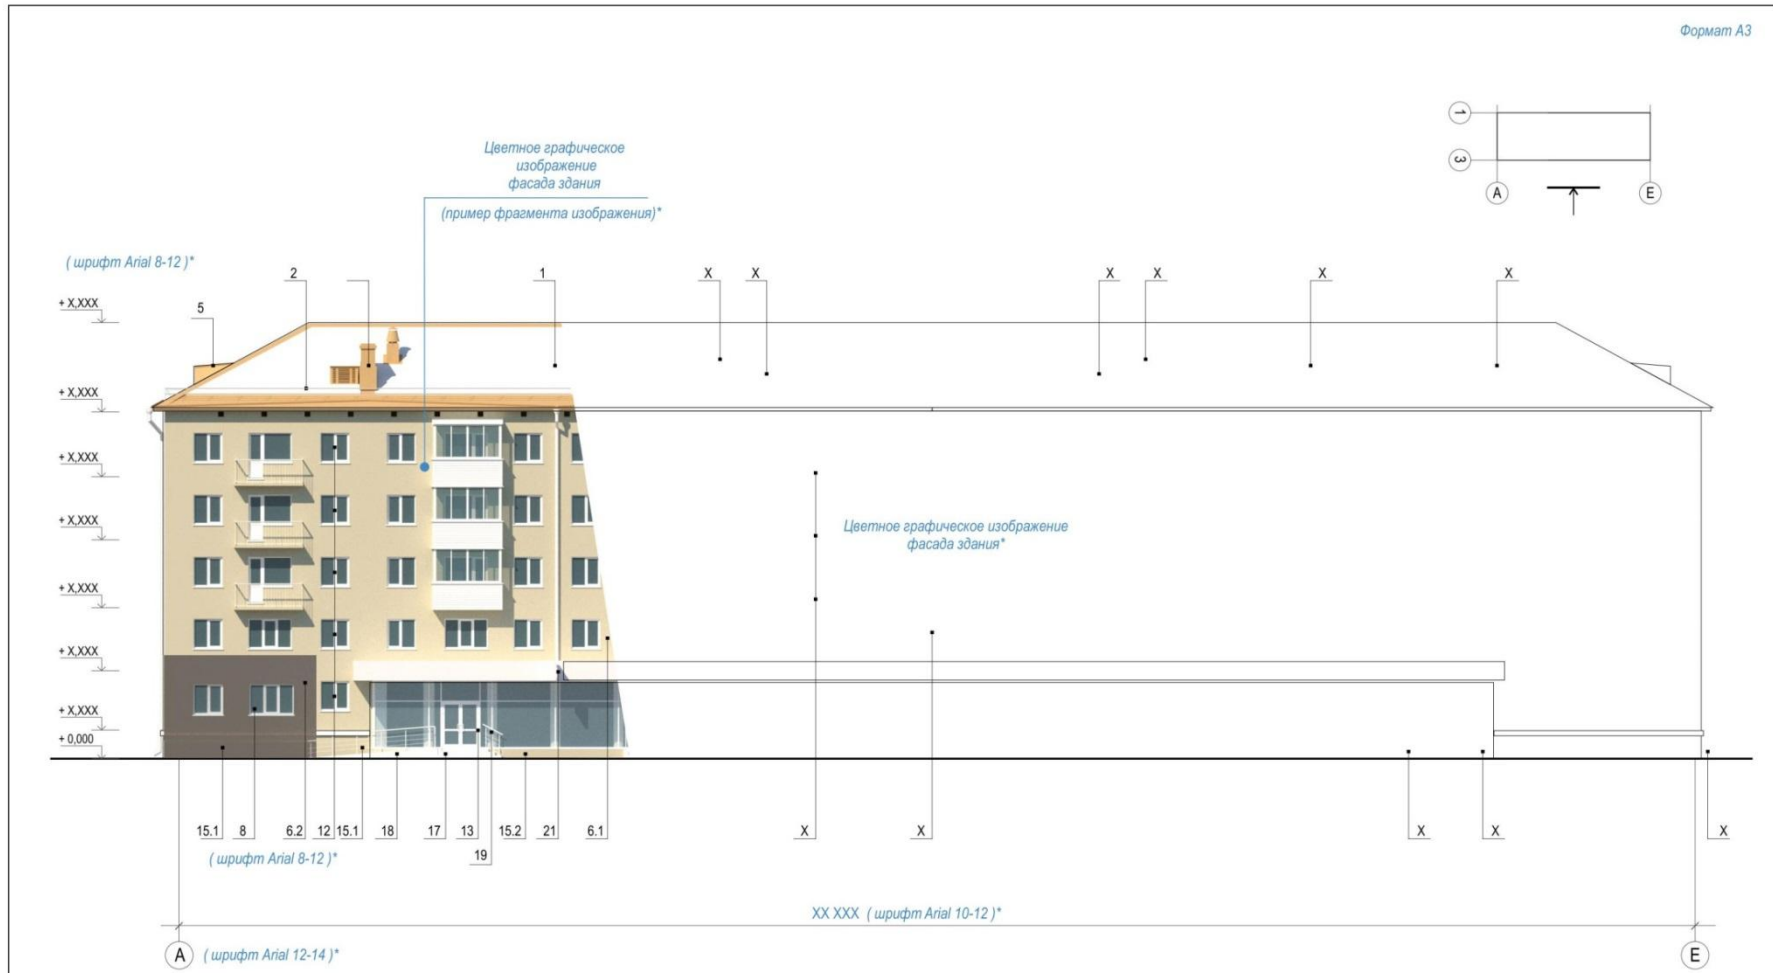 Формат А3
1
3
А
Е
Цветное графическое
изображение
фасада здания
(пример фрагмента изображения)*
( шрифт Arial 8-12 )*
2
1
X
X
X
X
X
X
5
+ X,XXX
+ X,XXX
+ X,XXX
+ X,XXX
+ X,XXX
+ X,XXX
+ X,XXX
+ 0,000
Цветное графическое изображение
фасада здания*
15.1
8
6.2
12
15.1
18
17
13
15.2
21
6.1
X
X
X
X
X
19
( шрифт Arial 8-12 )*
XX XXX ( шрифт Arial 10-12 )*
А
( шрифт Arial 12-14 )*
Е